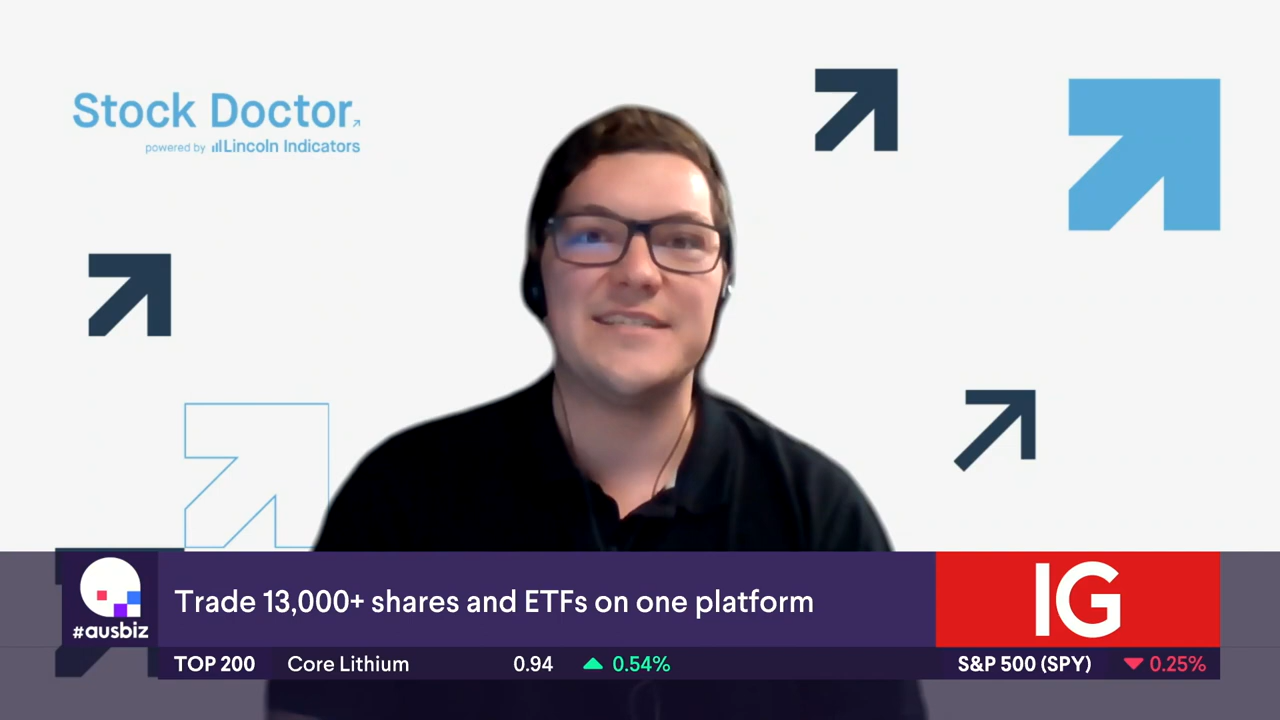 Stock Doctor
powered by Lincoln Indicators
Trade 13,000+ shares and ETFs on one platform
IG
#ausbiz
TOP 200 Core Lithium 0.94 0.54% S&P 500 (SPY) 0.25%